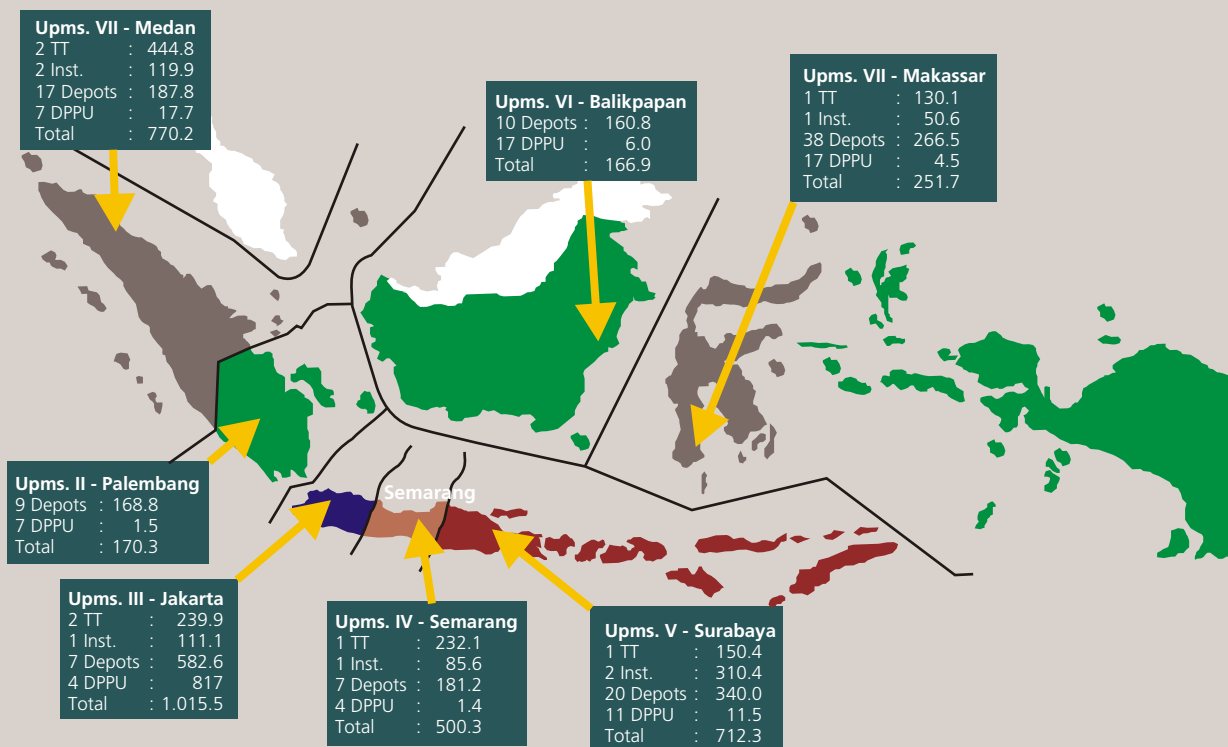 Upms. VII - Medan
2 TT : 444.8
2 Inst. : 119.9
17 Depots : 187.8
7 DPPU : 17.7
Total : 770.2
Upms. VI - Balikpapan
10 Depots : 160.8
17 DPPU : 6.0
Total : 166.9
Upms. VII - Makassar
1 TT : 130.1
1 Inst. : 50.6
38 Depots : 266.5
17 DPPU : 4.5
Total : 251.7
Upms. II - Palembang
9 Depots : 168.8
7 DPPU : 1.5
Total : 170.3
Semarang
Upms. III - Jakarta
2 TT : 239.9
1 Inst. : 111.1
7 Depots : 582.6
4 DPPU : 817
Total : 1.015.5
Upms. IV - Semarang
1 TT : 232.1
1 Inst. : 85.6
7 Depots : 181.2
4 DPPU : 1.4
Total : 500.3
Upms. V - Surabaya
1 TT : 150.4
2 Inst. : 310.4
20 Depots : 340.0
11 DPPU : 11.5
Total : 712.3